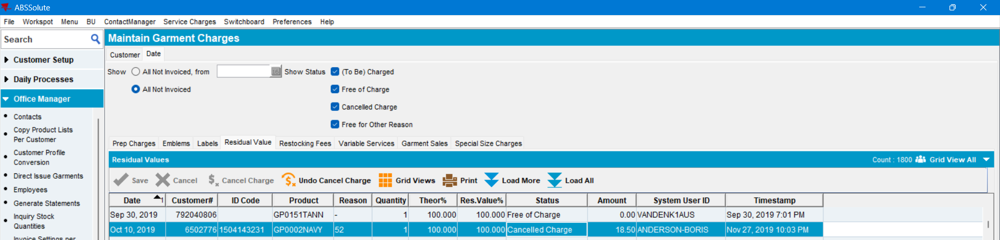 ABSSolute
File Workspot Menu BU ContactManager Service Charges Switchboard Preferences Help
Search
Maintain Garment Charges
Customer Setup
Daily Processes
Office Manager
Contacts
Copy Product Lists
Per Customer
Customer Profile
Conversion
Direct Issue Garments
Employees
Generate Statements
Inquiry Stock
Quantities
Invoice Settings per
Customer Date
Show All Not Invoiced, from 16 Show Status (To Be) Charged
All Not Invoiced Free of Charge
Cancelled Charge
Free for Other Reason
Prep Charges Emblems Labels Residual Value Restocking Fees Variable Services Garment Sales Special Size Charges
Residual Values Count : 1800 Grid View All
Save Cancel Cancel Charge Undo Cancel Charge Grid Views Print Load More Load All
Date 1 Customer# ID Code Product Reason Quantity Theor% Res.Value% Status Amount System User ID Timestamp
Sep 30, 2019 792040806 GP0151TANN - 1 100.000 100.000 Free of Charge 0.00 VANDENK1AUS Sep 30, 2019 7:01 PM
Oct 10, 2019 6502776 1504143231 GP0002NAVY 52 1 100.000 100.000 Cancelled Charge 18.50 ANDERSON-BORIS Nov 27, 2019 10:03 PM